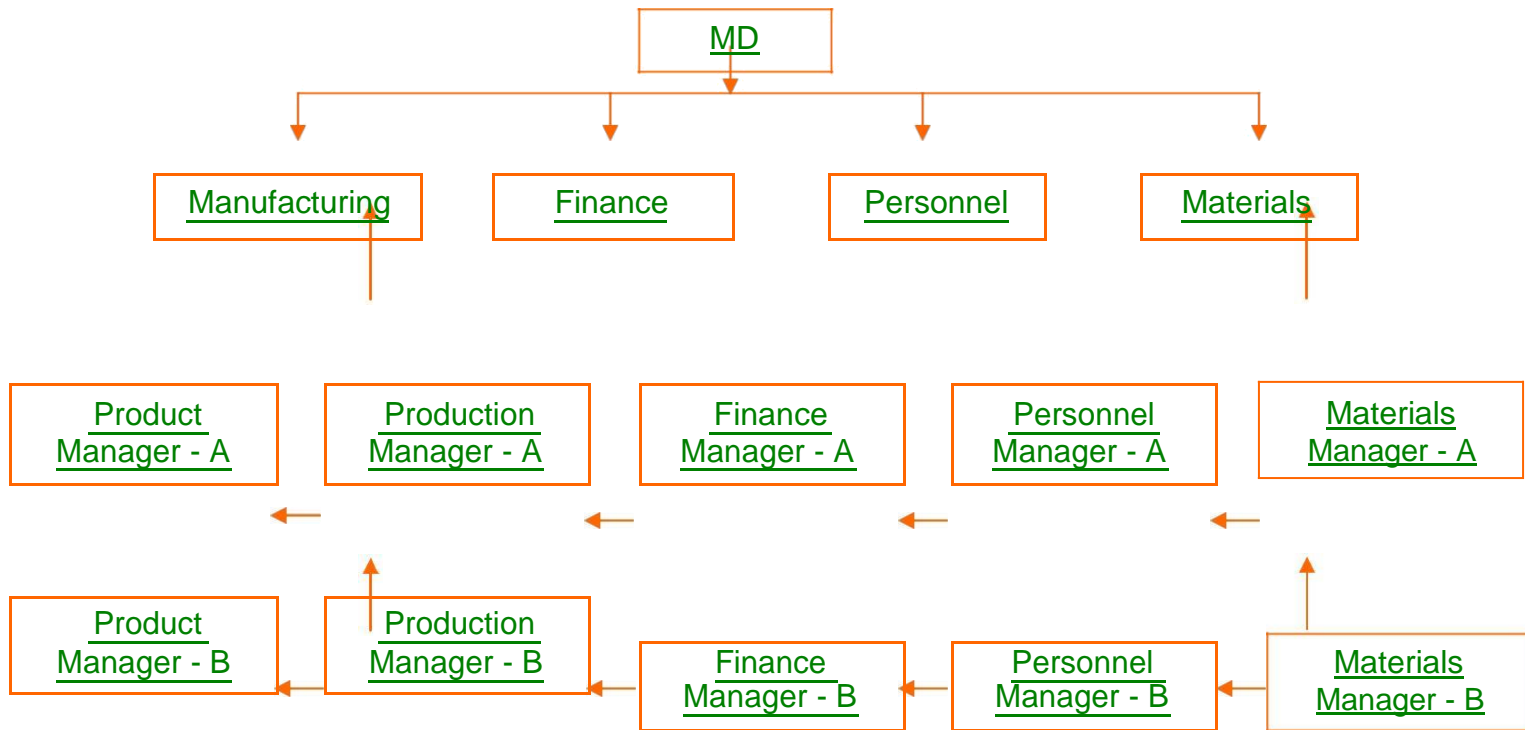 MD
Manufacturing
Finance
Personnel
Materials
Product
Manager - A
Production
Manager - A
Finance
Manager - A
Personnel
Manager - A
Materials
Manager - A
Product
Manager - B
Production
Manager - B
Finance
Manager - B
Personnel
Manager - B
Materials
Manager - B